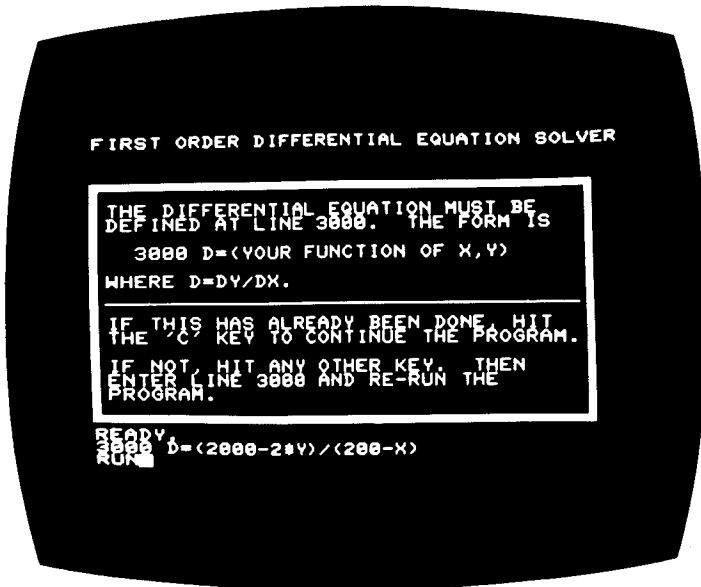 FIRST ORDER DIFFERENTIAL EQUATION SOLVER
THE DIFFERENTIAL EQUATION MUST BE
DEFINED AT LINE 3000. THE FORM IS
3000 D=(YOUR FUNCTION OF X,Y)
WHERE D=DY/DX.
IF THIS HAS ALREADY BEEN DONE, HIT
THE 'C' KEY TO CONTINUE THE PROGRAM.
IF NOT, HIT ANY OTHER KEY. THEN
ENTER LINE 3000 AND RE-RUN THE
PROGRAM.
READY.
3000 D=(2000-2*Y)/(200-X)
RUN